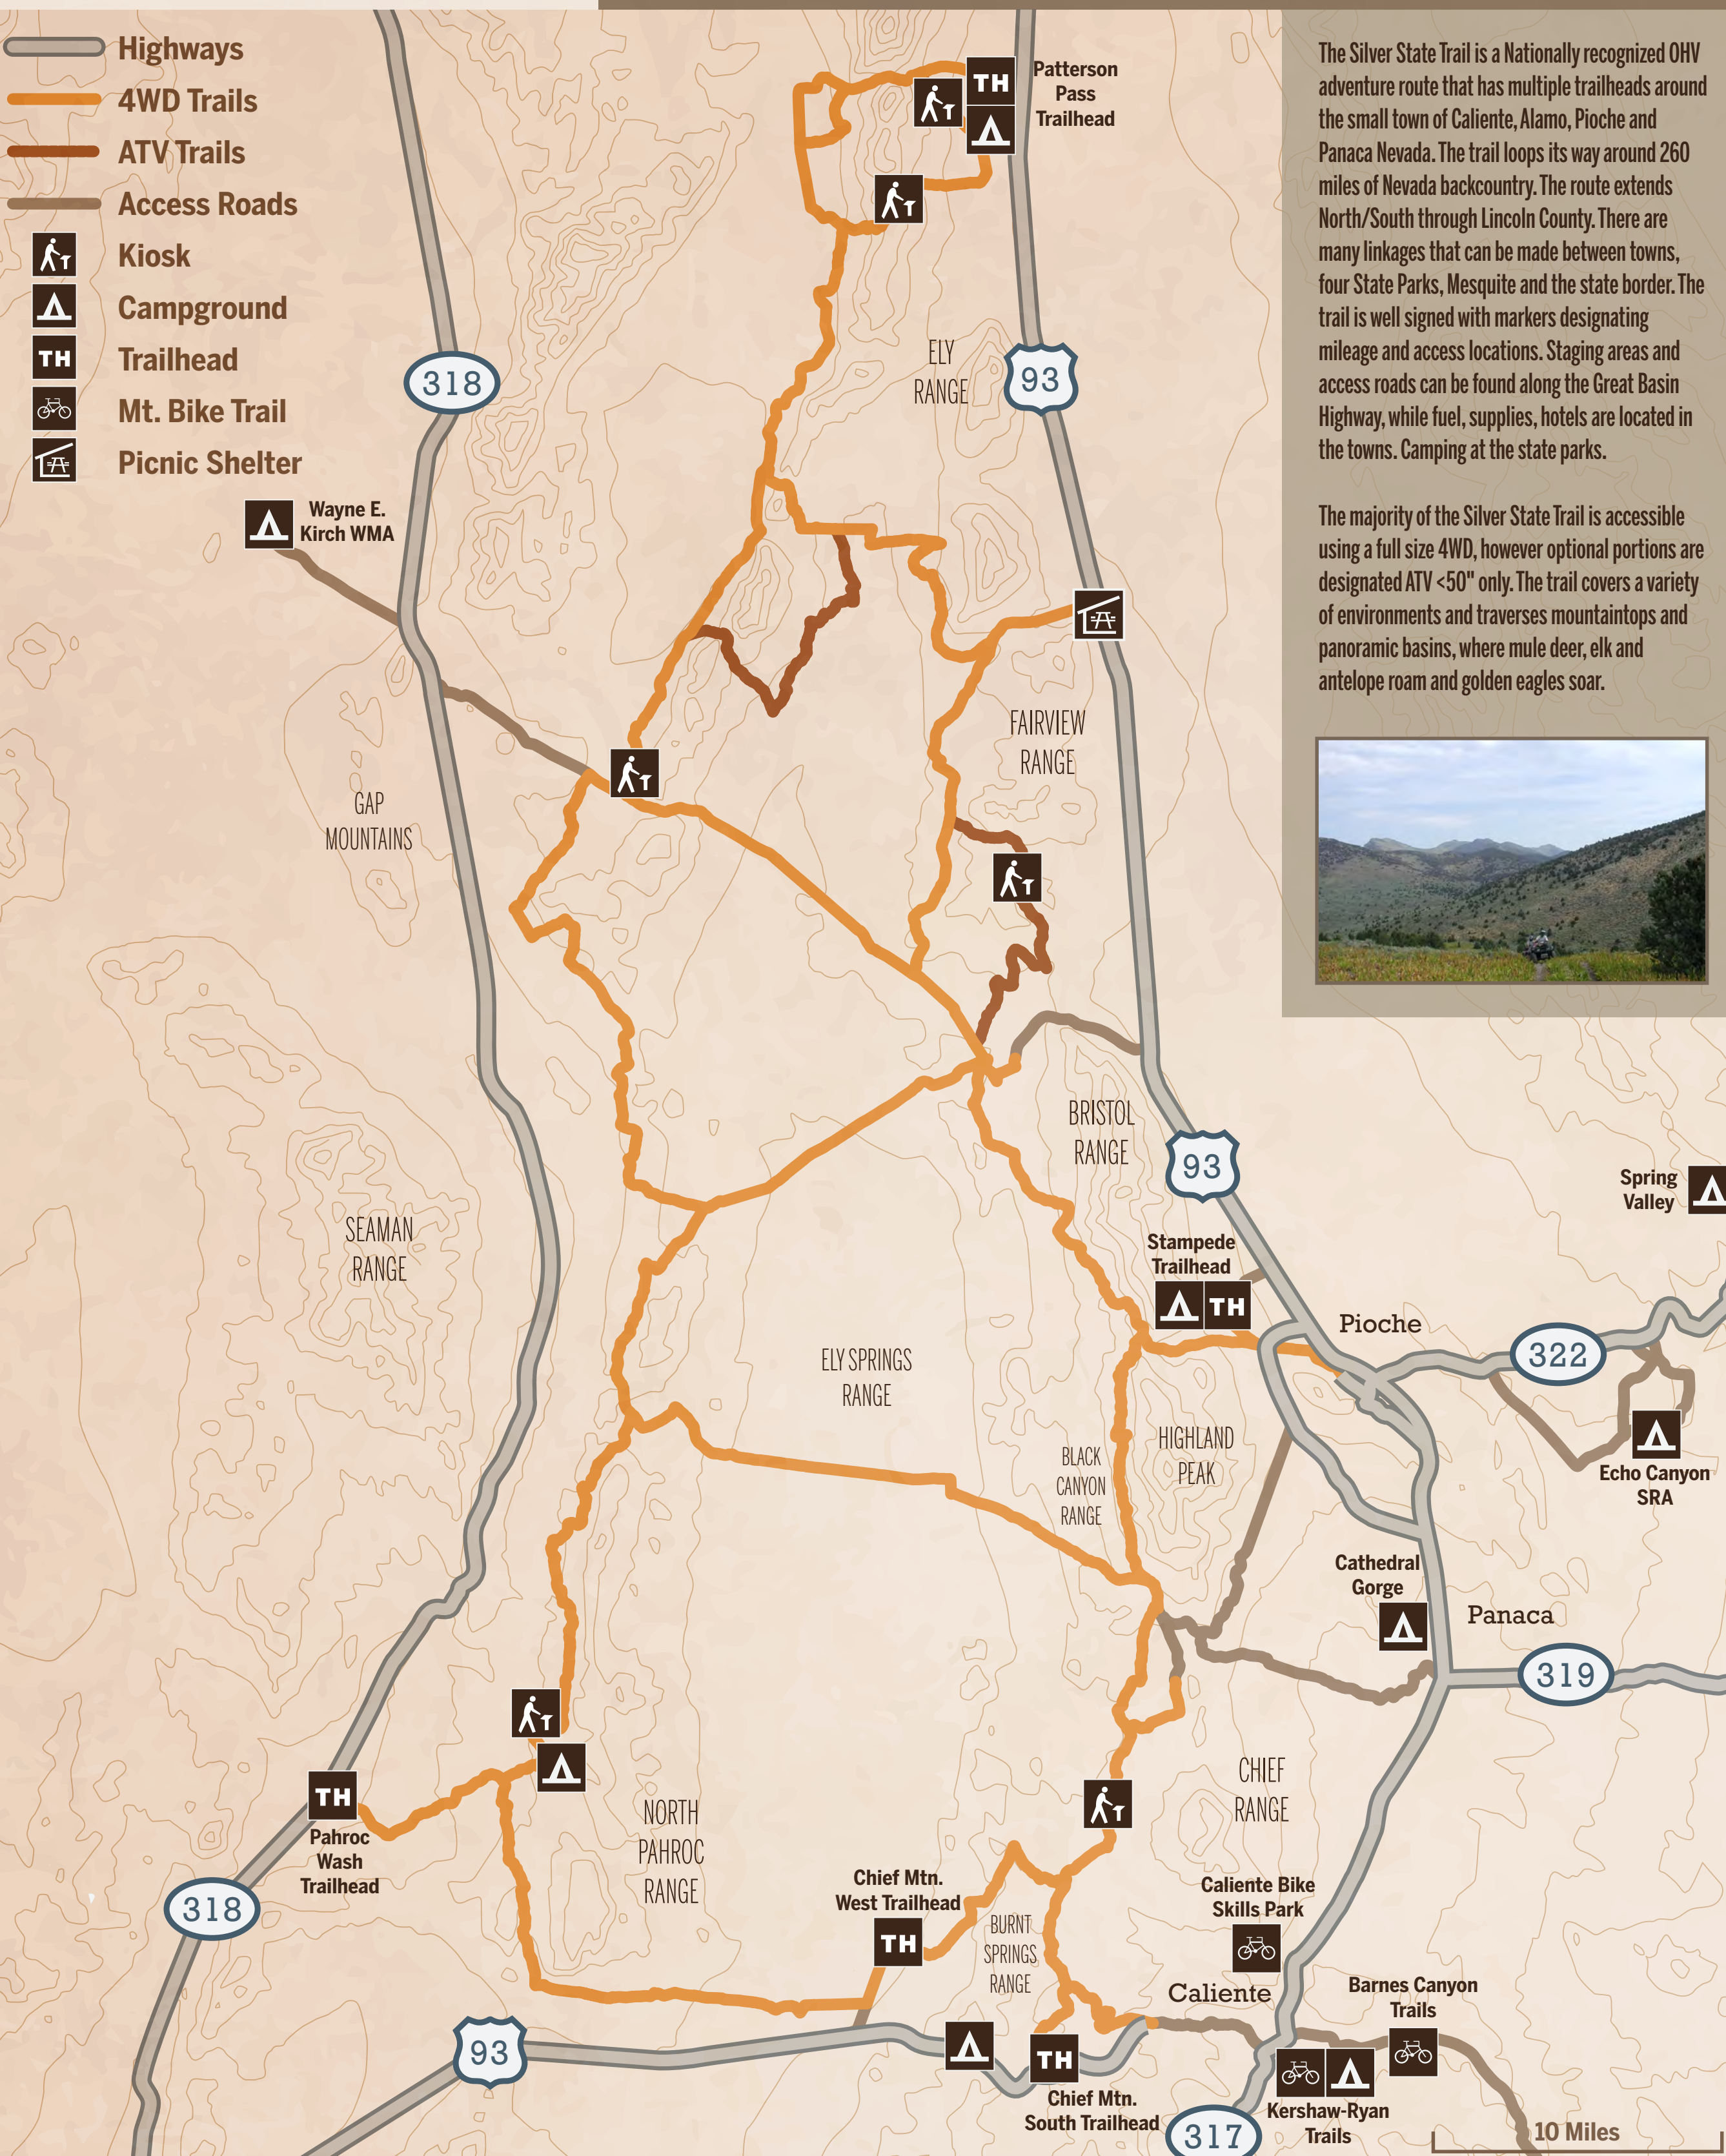 Highways
4WD Trails
ATV Trails
Access Roads
Kiosk
Campground
TH
Trailhead
Mt. Bike Trail
Picnic Shelter
TH
Patterson
Pass
Trailhead
The Silver State Trail is a Nationally recognized OHV
adventure route that has multiple trailheads around
the small town of Caliente, Alamo, Pioche and
Panaca Nevada. The trail loops its way around 260
miles of Nevada backcountry. The route extends
North/South through Lincoln County. There are
many linkages that can be made between towns,
four State Parks, Mesquite and the state border. The
trail is well signed with markers designating
mileage and access locations. Staging areas and
access roads can be found along the Great Basin
Highway, while fuel, supplies, hotels are located in
the towns. Camping at the state parks.
The majority of the Silver State Trail is accessible
using a full size 4WD, however optional portions are
designated ATV <50" only. The trail covers a variety
of environments and traverses mountaintops and
panoramic basins, where mule deer, elk and
antelope roam and golden eagles soar.
ELY
RANGE
93
318
Wayne E.
Kirch WMA
FAIRVIEW
RANGE
GAP
MOUNTAINS
BRISTOL
RANGE
93
Spring
Valley
SEAMAN
RANGE
Stampede
Trailhead
TH
Pioche
322
ELY SPRINGS
RANGE
HIGHLAND
PEAK
BLACK
CANYON
RANGE
Echo Canyon
SRA
Cathedral
Gorge
Panaca
319
TH
Pahroc
Wash
Trailhead
318
NORTH
PAHROC
RANGE
CHIEF
RANGE
Chief Mtn.
West Trailhead
TH
BURNT
SPRINGS
RANGE
Caliente Bike
Skills Park
Caliente
Barnes Canyon
Trails
93
TH
Chief Mtn.
South Trailhead
Kershaw-Ryan
Trails
317
10 Miles